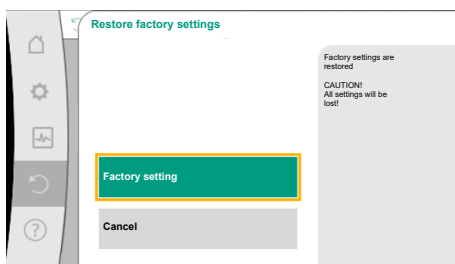 Restore factory settings
Factory settings are
restored
CAUTION!
All settings will be
lost!
Factory setting
Cancel
?